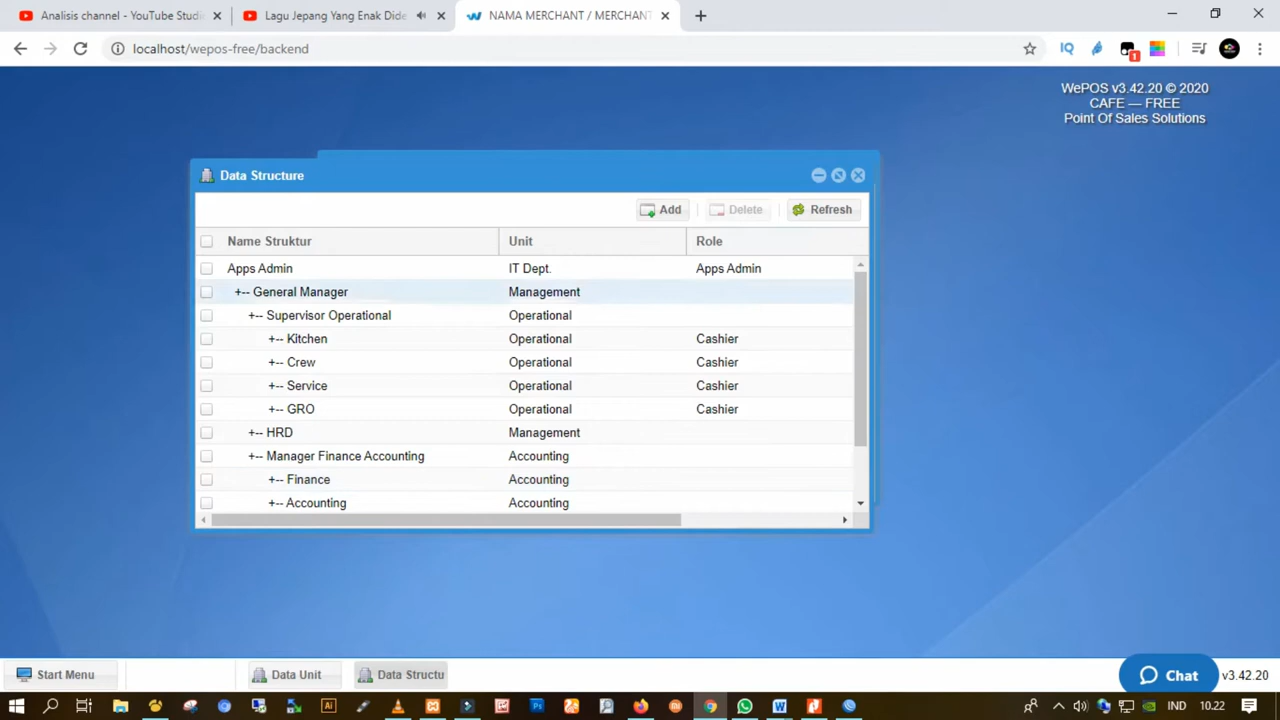 Analisis channel - YouTube Studi
Lagu Jepang Yang Enak Dide
NAMA MERCHANT / MERCHANT
localhost/wepos-free/backend
IQ
1
WePOS v3.42.20 © 2020
CAFE — FREE
Point Of Sales Solutions
Data Structure
Add
Delete
Refresh
Name Struktur Unit Role
Apps Admin IT Dept. Apps Admin
+-- General Manager Management
+-- Supervisor Operational Operational
+-- Kitchen Operational Cashier
+-- Crew Operational Cashier
+-- Service Operational Cashier
+-- GRO Operational Cashier
+-- HRD Management
+-- Manager Finance Accounting Accounting
+-- Finance Accounting
+-- Accounting Accounting
Start Menu
Data Unit
Data Structu
Chat
v3.42.20
IND
10.22